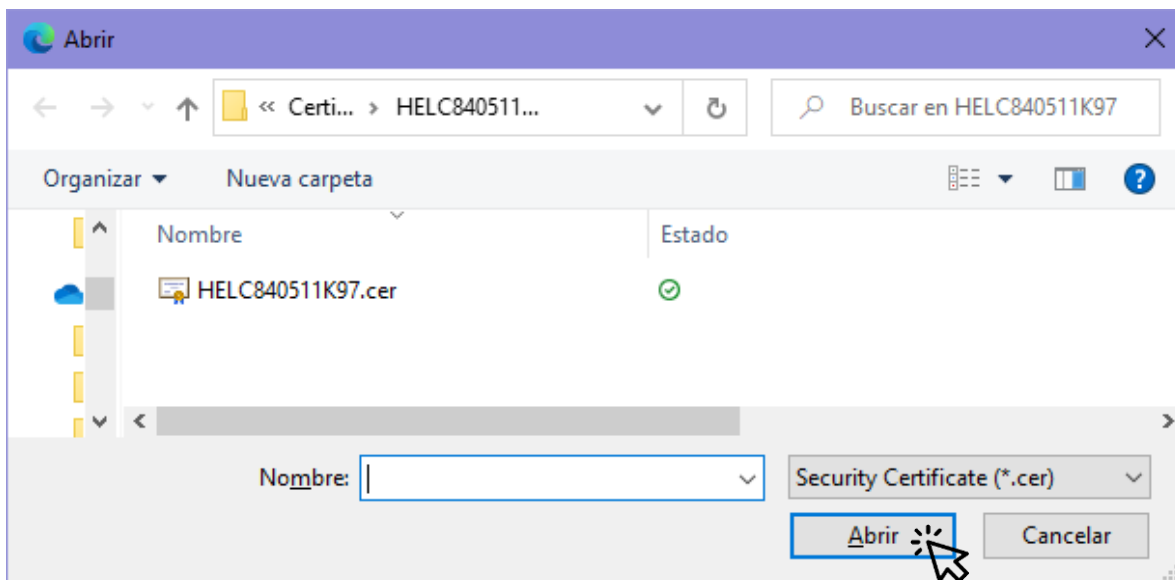 Abrir
« Certi... › HELC840511... Buscar en HELC840511K97
Organizar Nueva carpeta ?
Nombre Estado
HELC840511K97.cer
Nombre: Security Certificate (*.cer)
Abrir Cancelar